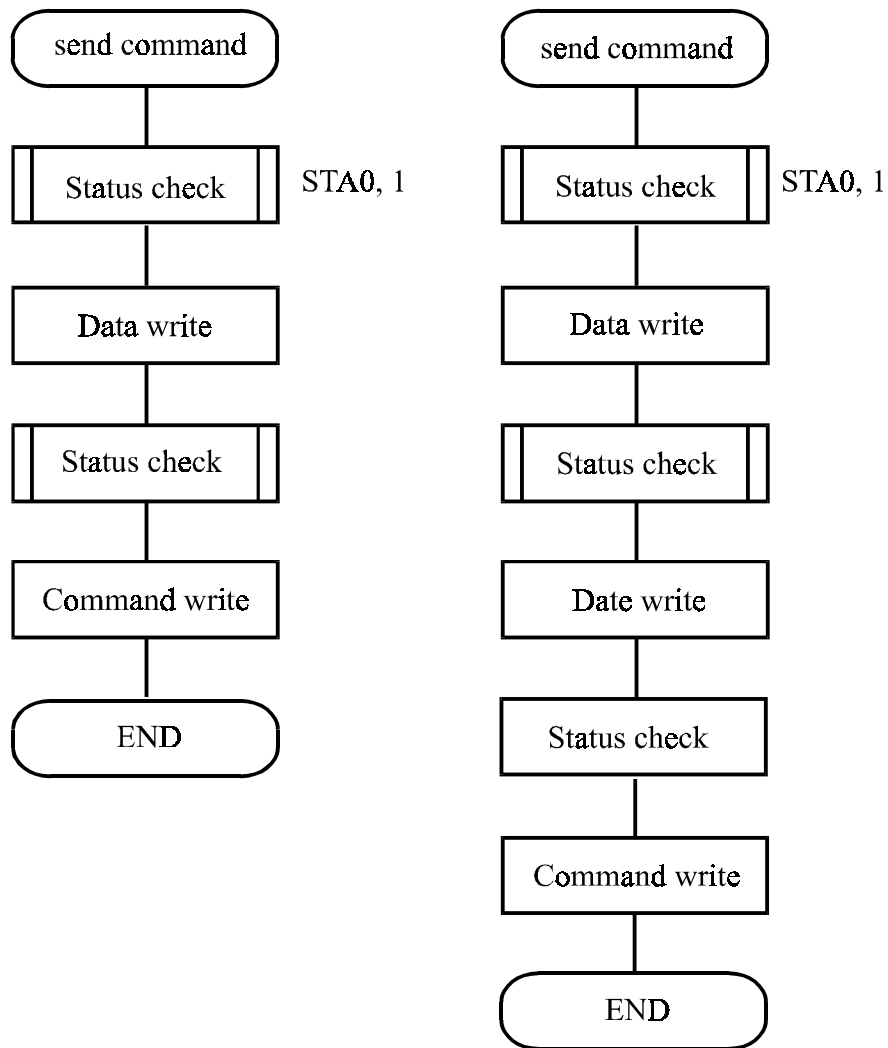 send command
Status check
STA0, 1
Data write
Status check
Command write
END
send command
Status check
STA0, 1
Data write
Status check
Date write
Status check
Command write
END